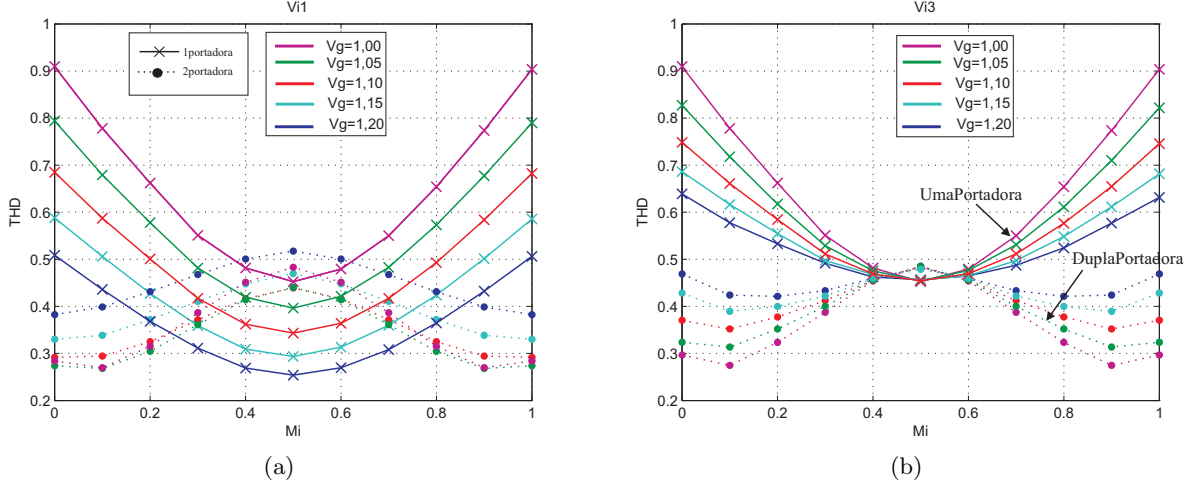 Vi1
1
0.9
0.8
0.7
0.6
0.5
0.4
0.3
0.2
THD
0
0.2
0.4
0.6
0.8
1
Mi
1portadora
2portadora
Vg=1,00
Vg=1,05
Vg=1,10
Vg=1,15
Vg=1,20
(a)
Vi3
1
0.9
0.8
0.7
0.6
0.5
0.4
0.3
0.2
THD
0
0.2
0.4
0.6
0.8
1
Mi
Vg=1,00
Vg=1,05
Vg=1,10
Vg=1,15
Vg=1,20
UmaPortadora
DuplaPortadora
(b)